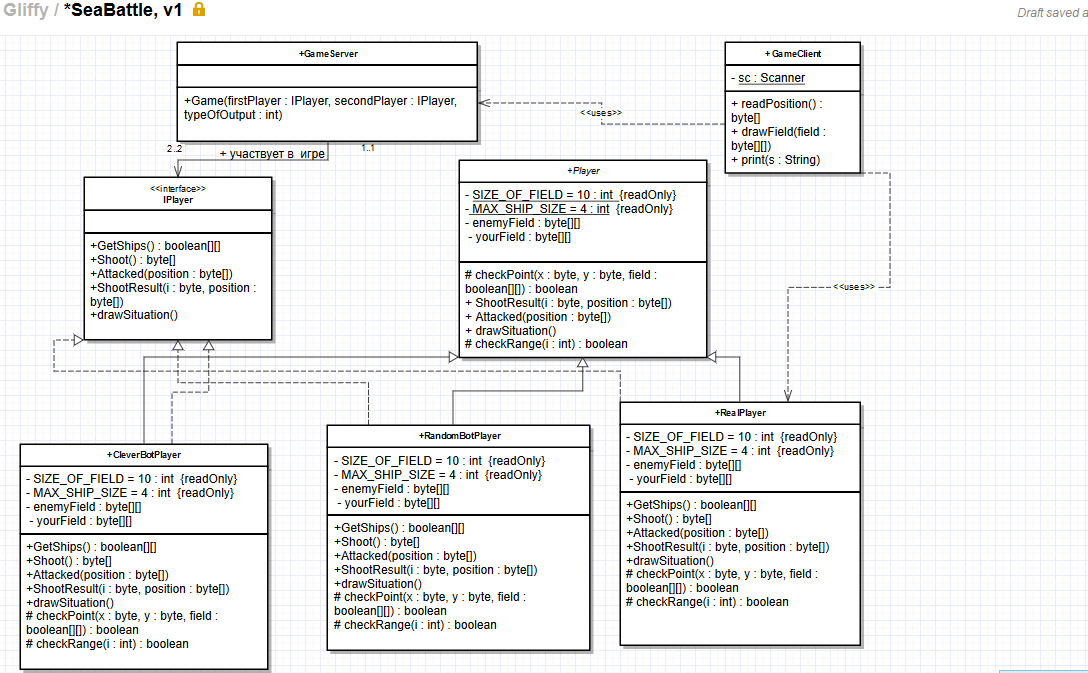 Gliffy / *SeaBattle, v1
Draft saved a
+GameServer
+Game(firstPlayer : IPlayer, secondPlayer : IPlayer,
typeOfOutput : int)
+GameClient
- sc : Scanner
+ readPosition() :
byte[]
+ drawField(field :
byte[][])
+ print(s : String)
<<uses>>
2..2
+ участвует в игре
1..1
<<interface>>
IPlayer
+GetShips() : boolean[][]
+Shoot() : byte[]
+Attacked(position : byte[])
+ShootResult(i : byte, position :
byte[])
+drawSituation()
+Player
- SIZE_OF_FIELD = 10 : int {readOnly}
- MAX_SHIP_SIZE = 4 : int {readOnly}
- enemyField : byte[][]
- yourField : byte[][]
# checkPoint(x : byte, y : byte, field :
boolean[][]) : boolean
+ ShootResult(i : byte, position : byte[])
+ Attacked(position : byte[])
+ drawSituation()
# checkRange(i : int) : boolean
<<uses>>
+CleverBotPlayer
- SIZE_OF_FIELD = 10 : int {readOnly}
- MAX_SHIP_SIZE = 4 : int {readOnly}
- enemyField : byte[][]
- yourField : byte[][]
+GetShips() : boolean[][]
+Shoot() : byte[]
+Attacked(position : byte[])
+ShootResult(i : byte, position : byte[])
+drawSituation()
# checkPoint(x : byte, y : byte, field :
boolean[][]) : boolean
# checkRange(i : int) : boolean
+RandomBotPlayer
- SIZE_OF_FIELD = 10 : int {readOnly}
- MAX_SHIP_SIZE = 4 : int {readOnly}
- enemyField : byte[][]
- yourField : byte[][]
+GetShips() : boolean[][]
+Shoot() : byte[]
+Attacked(position : byte[])
+ShootResult(i : byte, position : byte[])
+drawSituation()
# checkPoint(x : byte, y : byte, field :
boolean[][]) : boolean
# checkRange(i : int) : boolean
+RealPlayer
- SIZE_OF_FIELD = 10 : int {readOnly}
- MAX_SHIP_SIZE = 4 : int {readOnly}
- enemyField : byte[][]
- yourField : byte[][]
+GetShips() : boolean[][]
+Shoot() : byte[]
+Attacked(position : byte[])
+ShootResult(i : byte, position : byte[])
+drawSituation()
# checkPoint(x : byte, y : byte, field :
boolean[][]) : boolean
# checkRange(i : int) : boolean